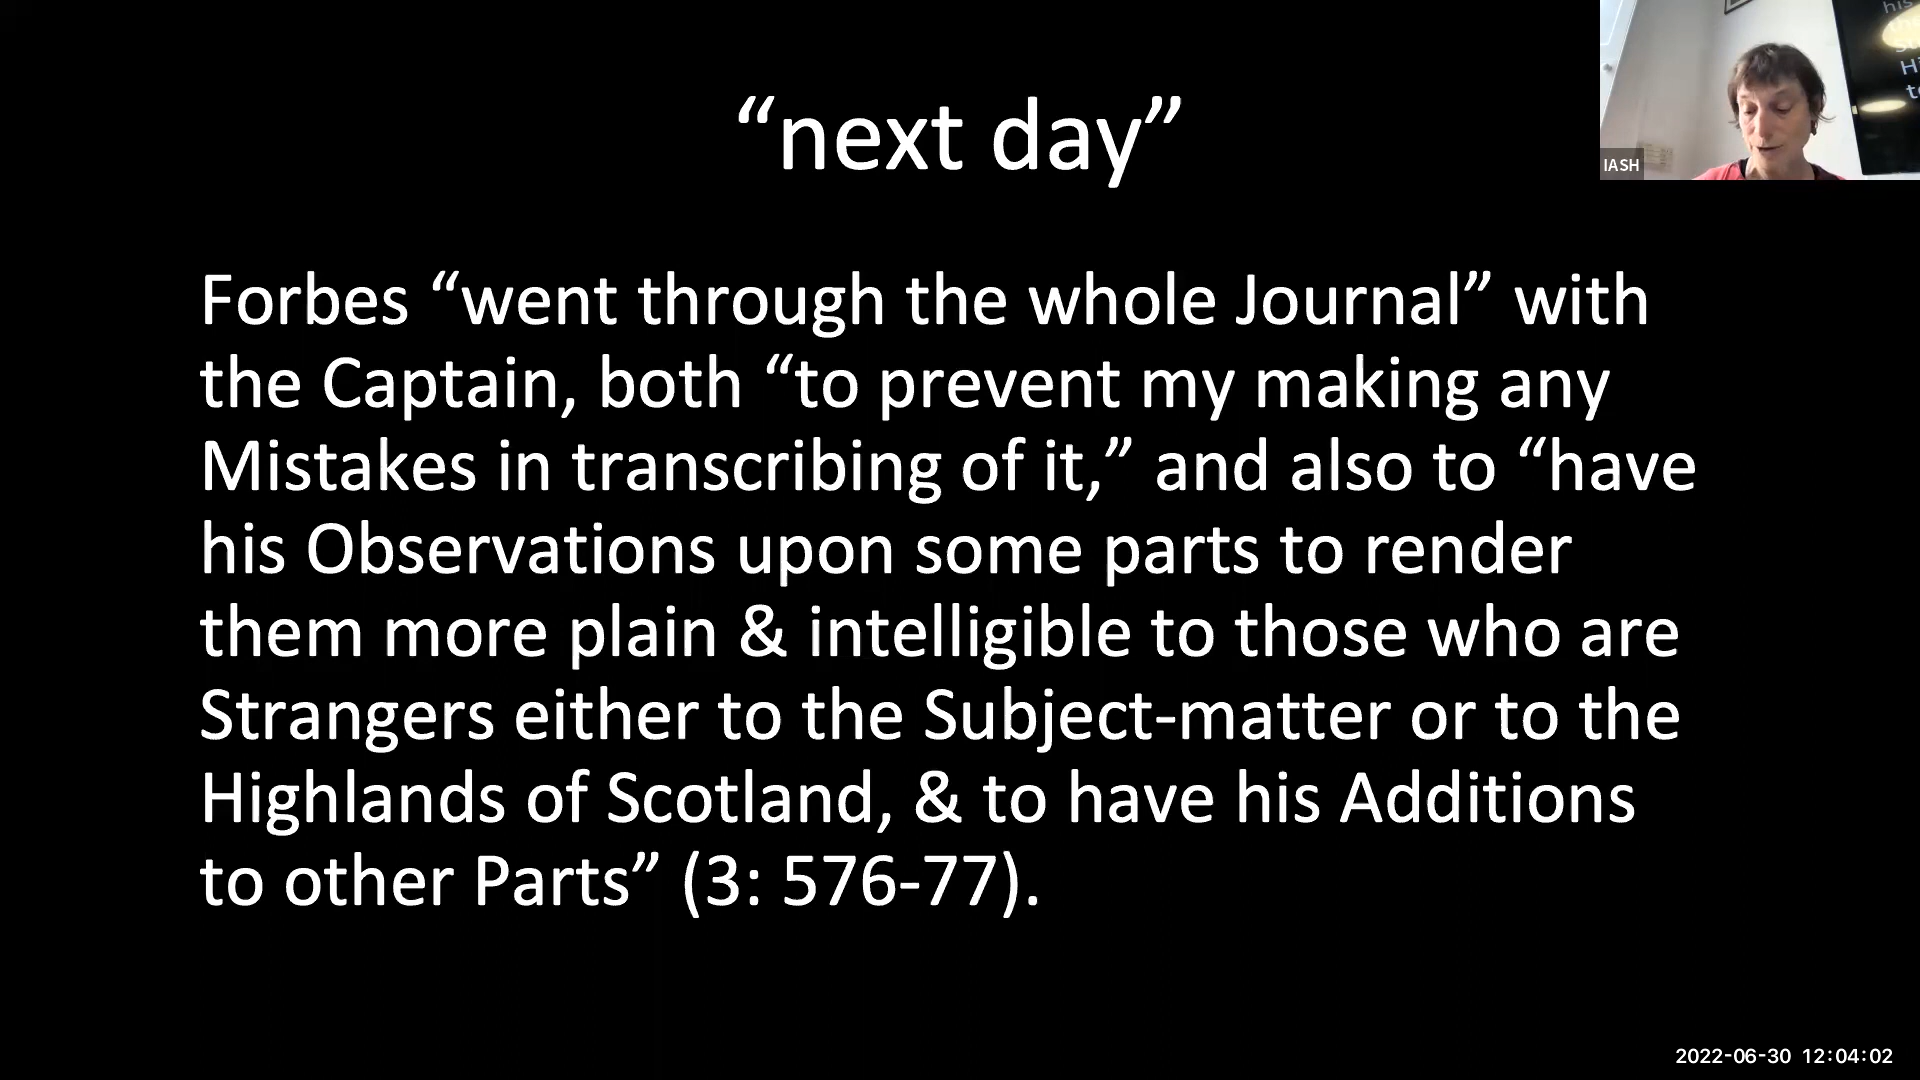 “next day”
Forbes “went through the whole Journal” with
the Captain, both “to prevent my making any
Mistakes in transcribing of it,” and also to “have
his Observations upon some parts to render
them more plain & intelligible to those who are
Strangers either to the Subject-matter or to the
Highlands of Scotland, & to have his Additions
to other Parts” (3: 576-77).
his
IASH
2022-06-30 12:04:02